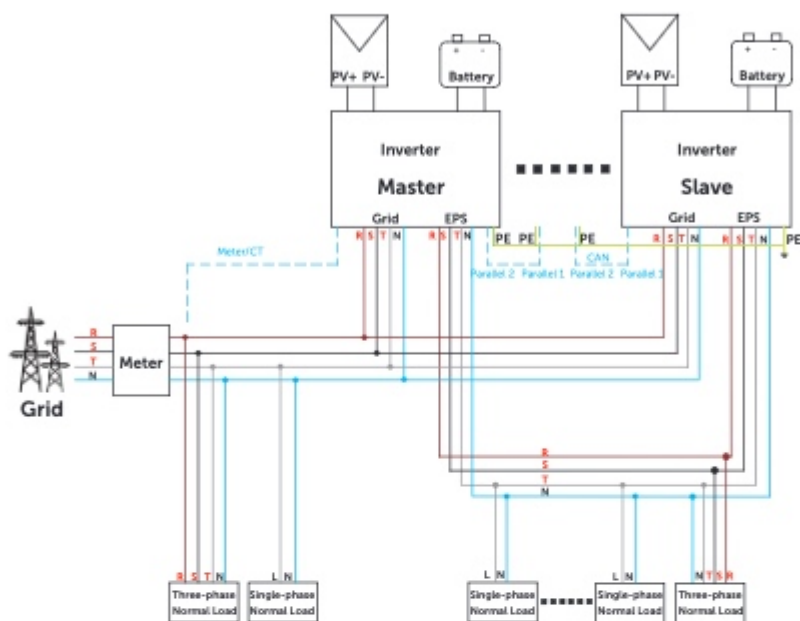 PV+ PV-
+ -
Battery
PV+ PV-
+ -
Battery
Inverter
Master
Inverter
Slave
Grid EPS
Grid EPS
R S T N R S T N PE PE PE R S T N R S T N PE
Meter/CT
CAN
Parallel 2 Parallel 1 Parallel 2 Parallel 1
R
S
T
N
Meter
Grid
R
S
T
N
R S T N
L N
L N
L N
N T S R
Three-phase
Normal Load
Single-phase
Normal Load
Single-phase
Normal Load
Single-phase
Normal Load
Three-phase
Normal Load